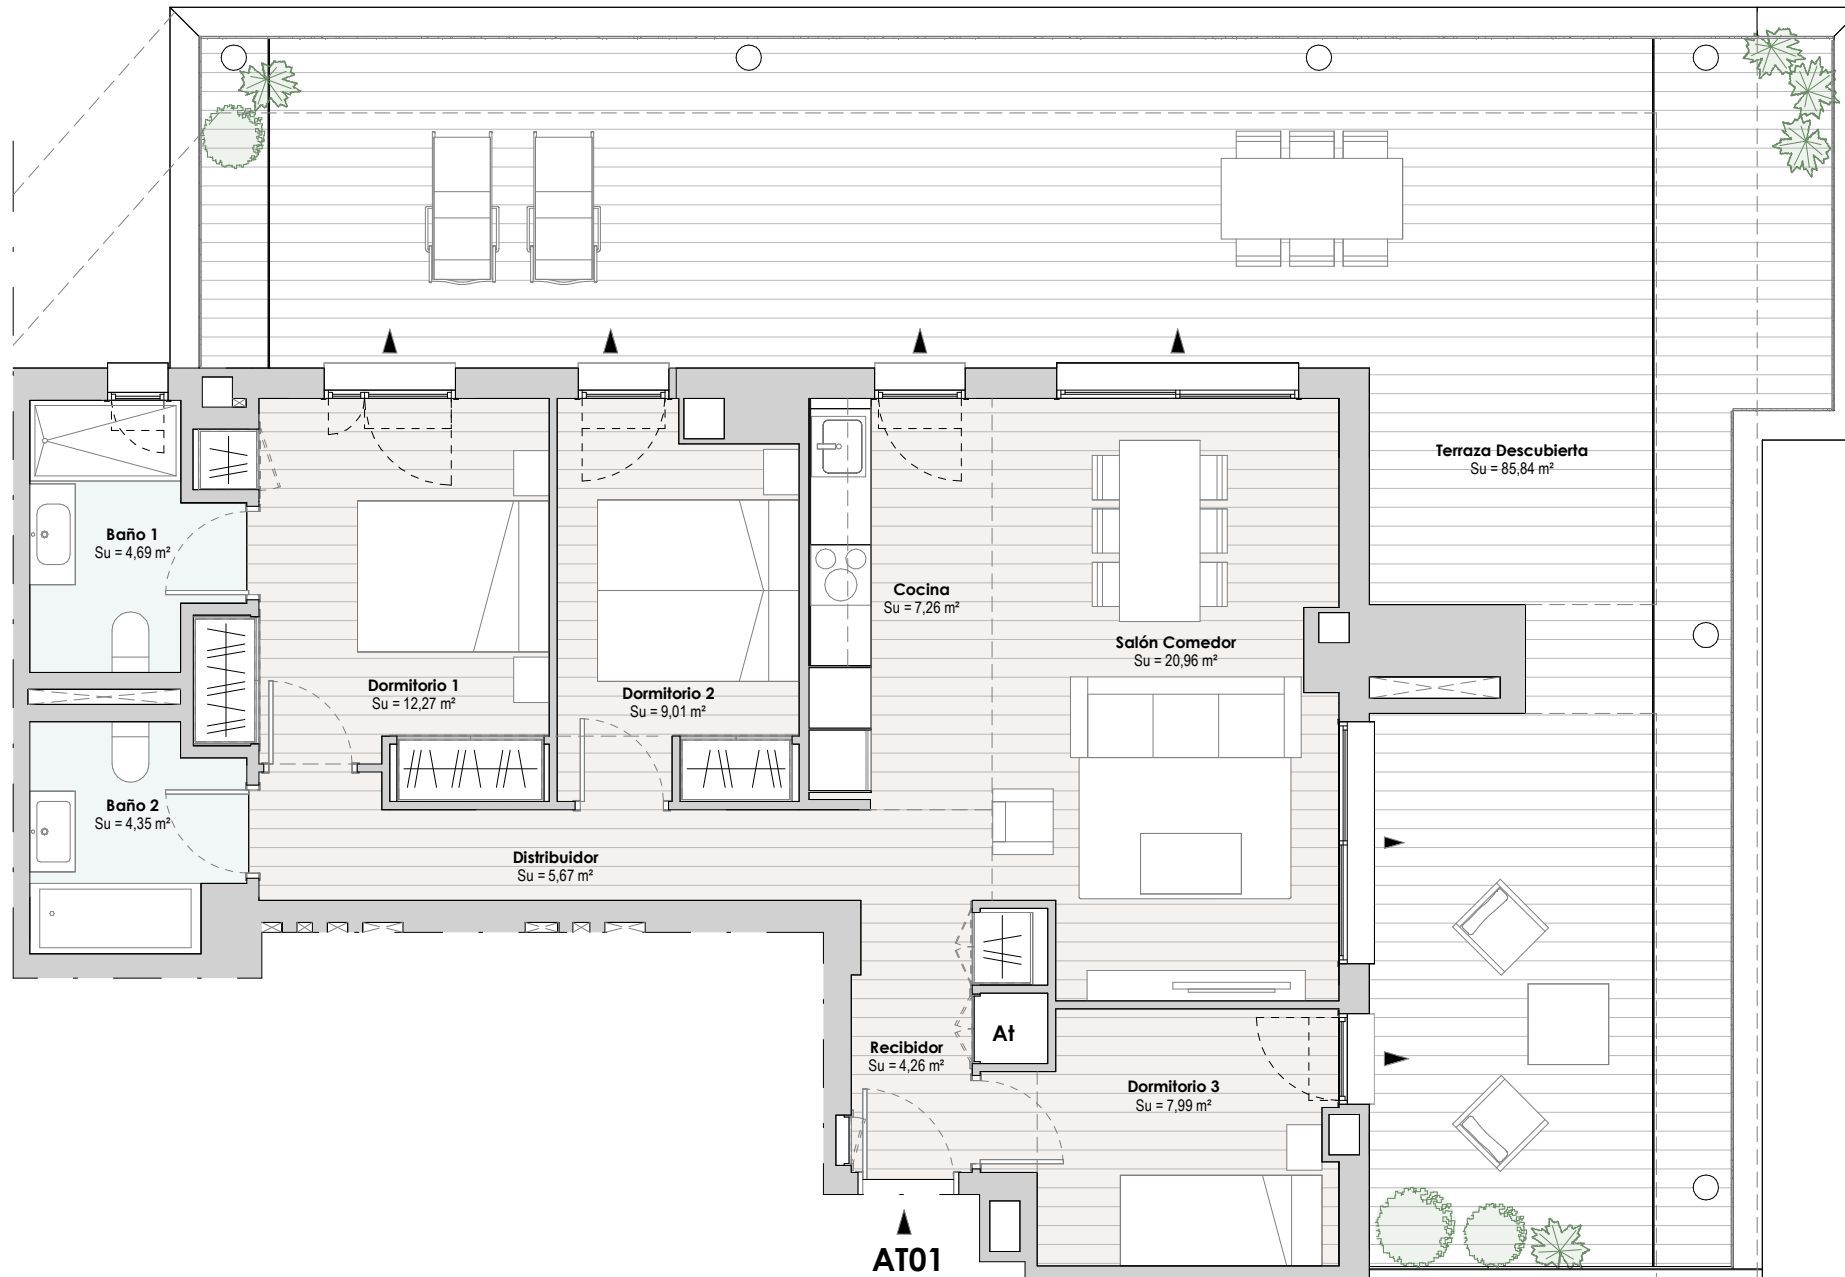 Terraza Descubierta
Su = 85,84 m²
Baño 1
Su = 4,69 m²
Cocina
Su = 7,26 m²
Salón Comedor
Su = 20,96 m²
Dormitorio 1
Su = 12,27 m²
Dormitorio 2
Su = 9,01 m²
Baño 2
Su = 4,35 m²
Distribuidor
Su = 5,67 m²
At
Recibidor
Su = 4,26 m²
Dormitorio 3
Su = 7,99 m²
AT01